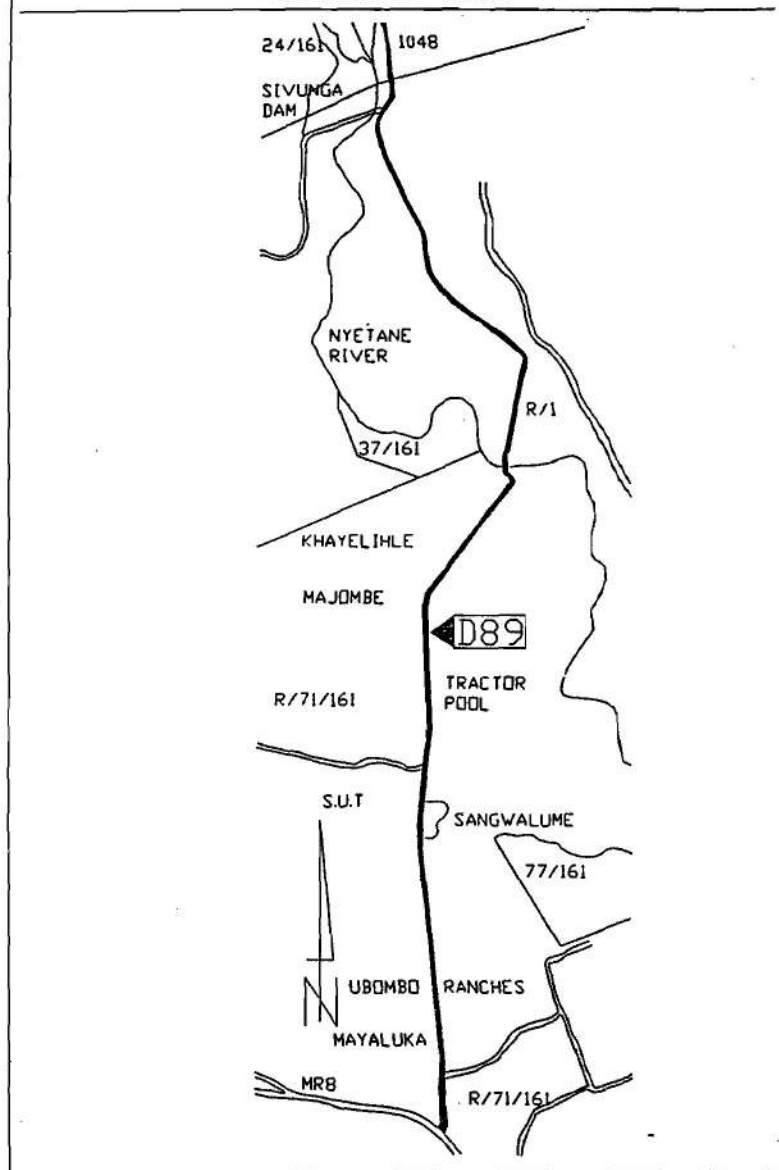 24/161
1048
SIVUNGA
DAM
NYETANE
RIVER
R/1
37/161
KHAYELIHLE
MAJOMBE
D89
TRACTOR
POOL
R/71/161
S.U.T
SANGWALUME
77/161
N
UBOMBO RANCHES
MAYALUKA
MR8
R/71/161